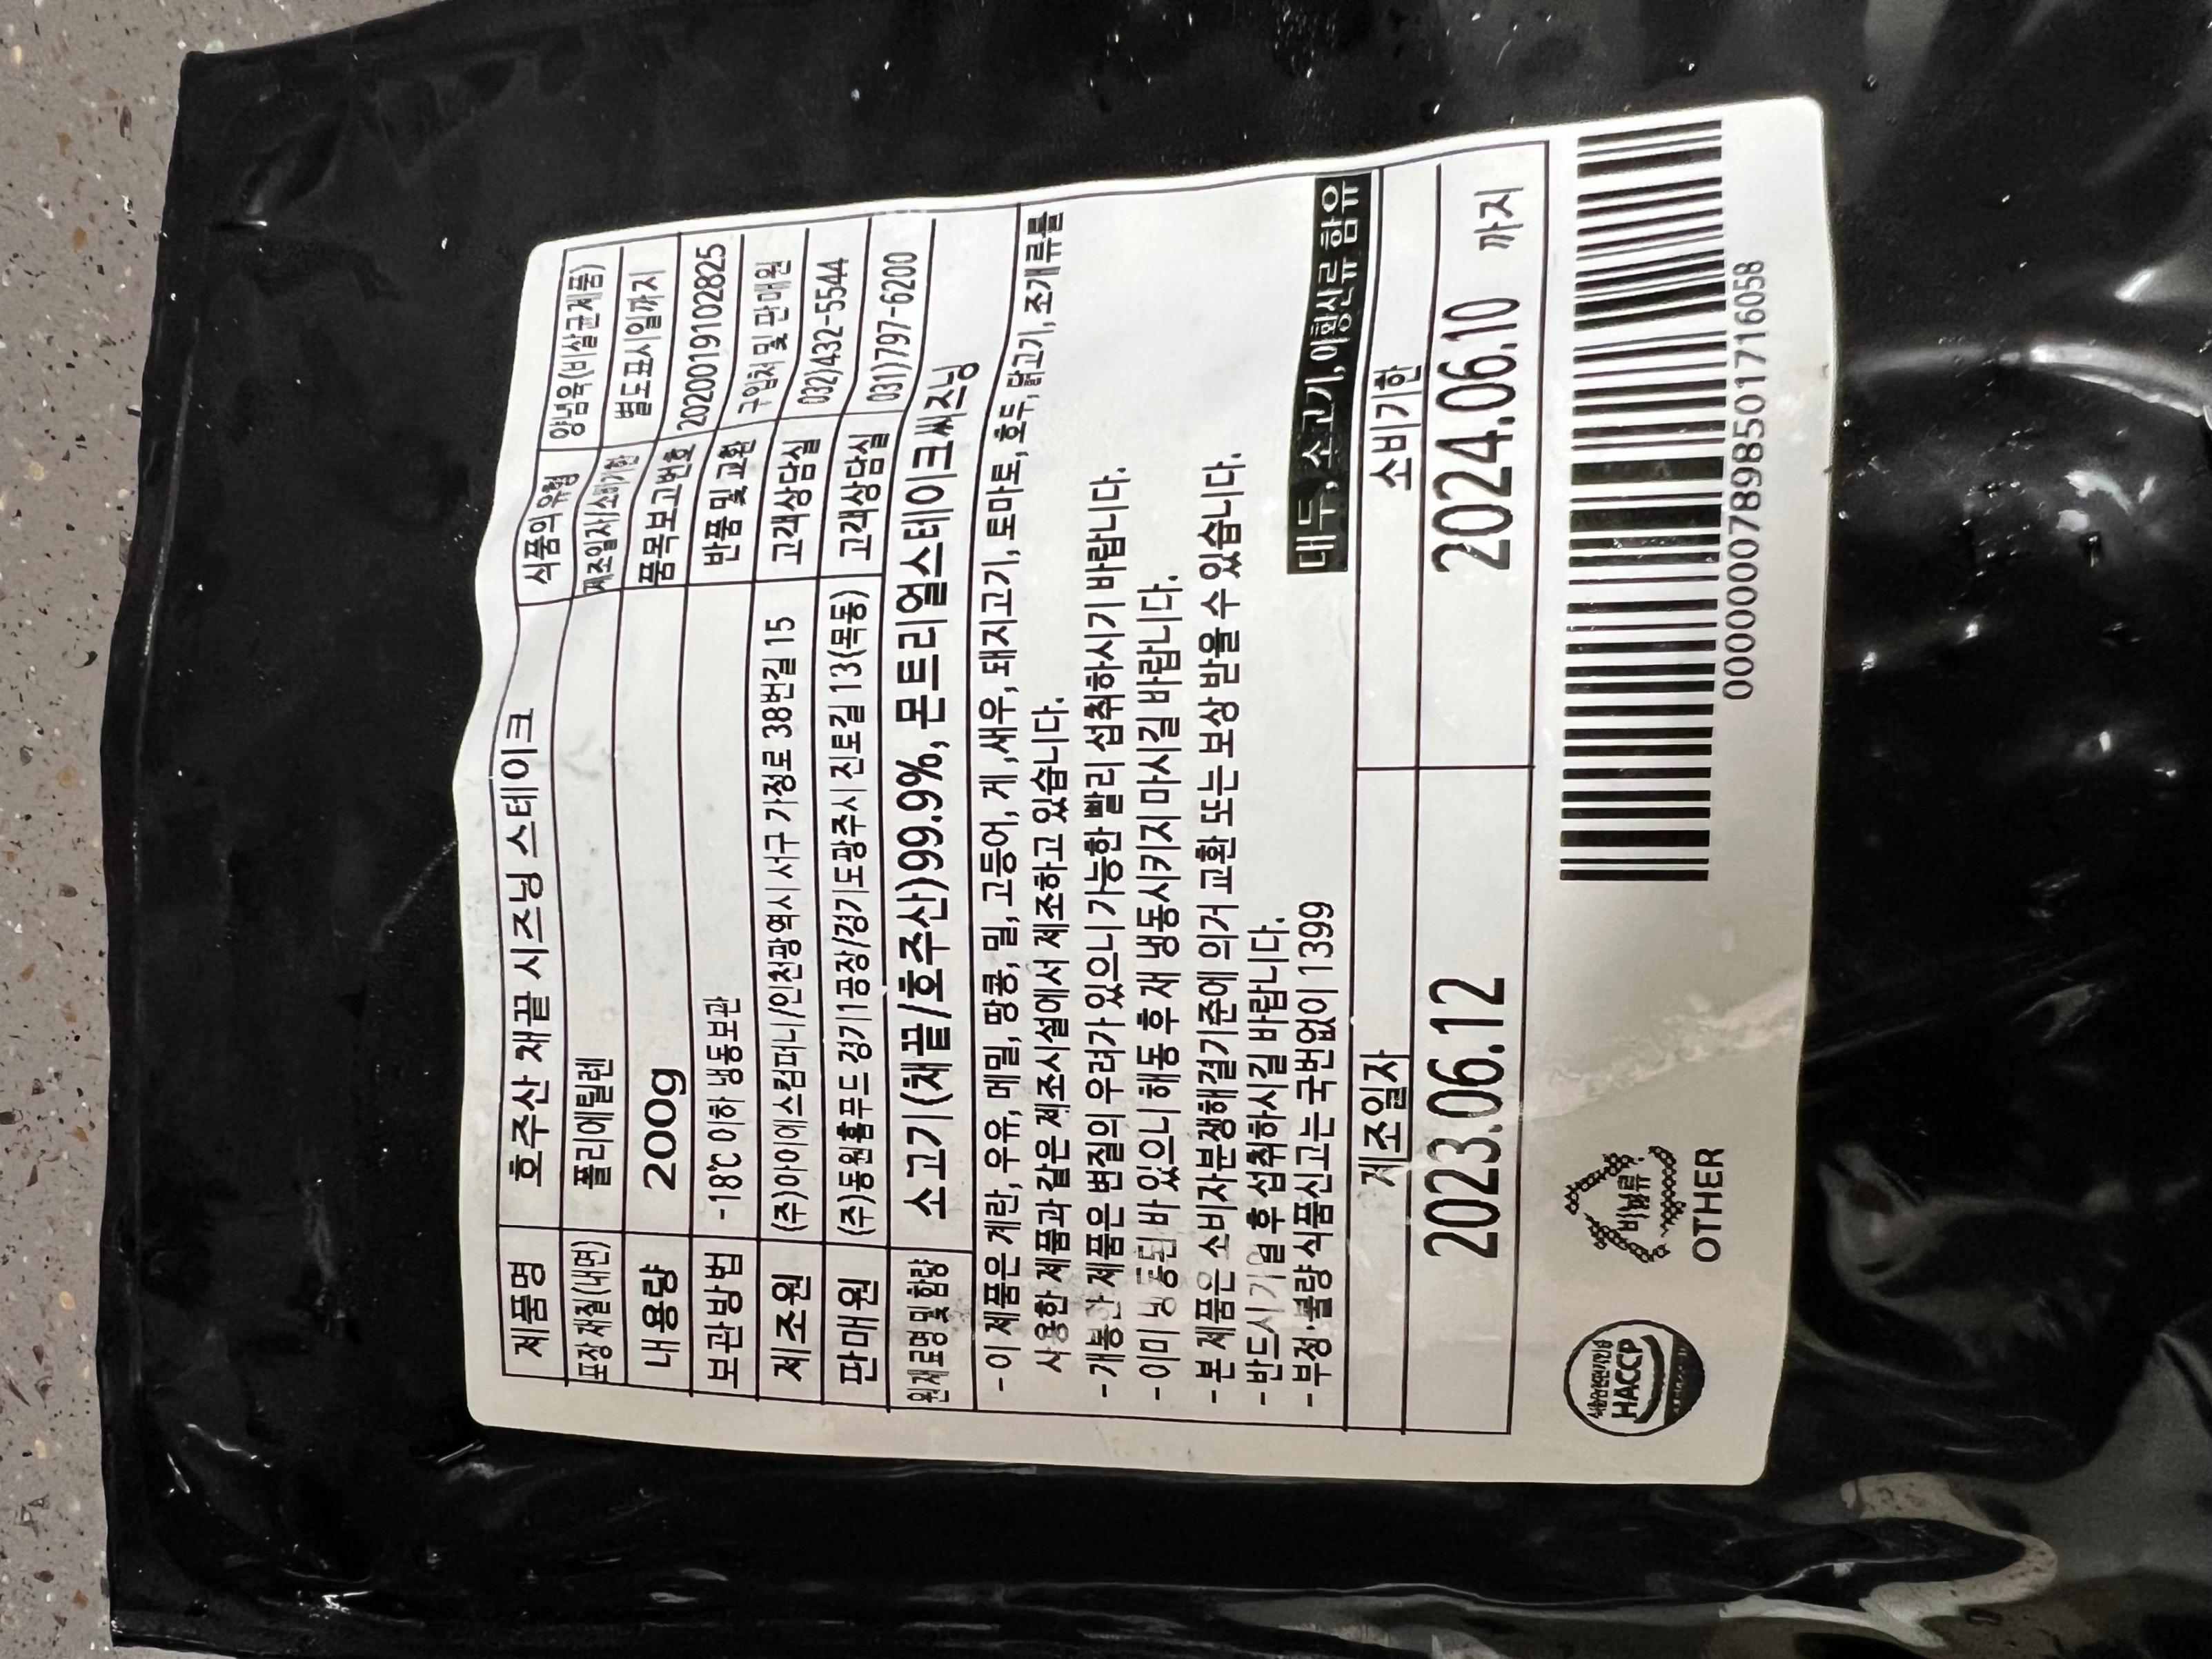 제품명 호주산 채끝 시즈닝 스테이크 식품의 유형 양념육(비살균제품)
포장재질(내면) 폴리에틸렌 제조일자/소비기한 별도표시일까지
내용량 200g 품목보고번호 2020019102825
보관방법 -18℃ 이하 냉동보관 반품 및 교환 구입처 및 판매원
제조원 (주)아이에스컴퍼니/인천광역시 서구 가정로 38번길 15 고객상담실 032)432-5544
판매원 (주)동원홈푸드 경기1공장/경기도광주시 진토길 13(목동) 고객상담실 031)797-6200
원재료명 및 함량 소고기(채끝/호주산)99.9%, 몬트리얼스테이크씨즈닝
- 이 제품은 계란, 우유, 메밀, 땅콩, 밀, 고등어, 게 ,새우, 돼지고기, 토마토, 호두, 닭고기, 조개류를
사용한 제품과 같은 제조시설에서 제조하고 있습니다.
- 개봉한 제품은 변질의 우려가 있으니 가능한 빨리 섭취하시기 바랍니다.
- 이미 냉동된 바 있으니 해동 후 재 냉동시키지 마시길 바랍니다.
- 본 제품은 소비자분쟁해결기준에 의거 교환 또는 보상 받을 수 있습니다.
- 반드시 가열 후 섭취하시길 바랍니다.
- 부정·불량 식품신고는 국번없이 1399
대두, 소고기, 이황산류 함유
제조일자 소비기한
2023.06.12 2024.06.10 까지
HACCP
비닐류
OTHER
00000007898501716058